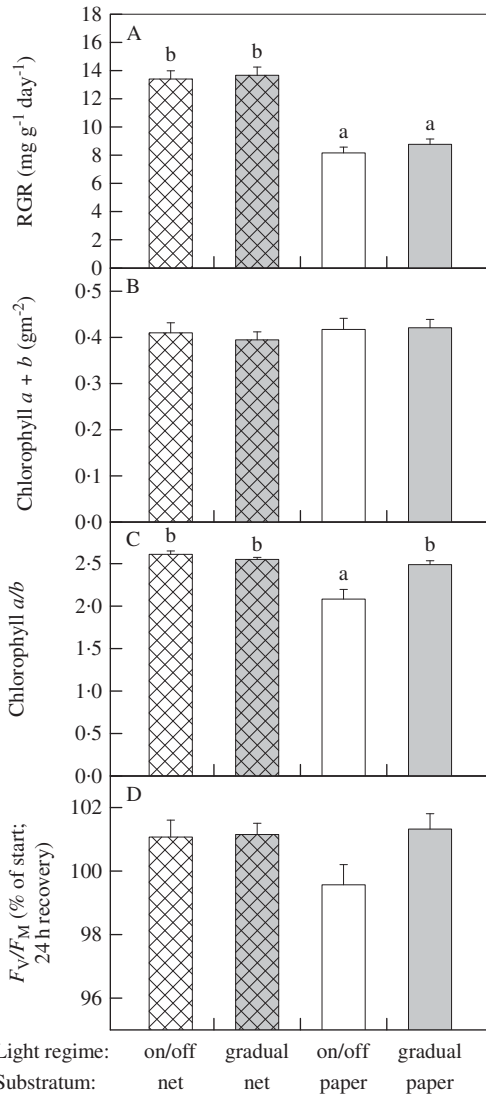 A
RGR (mg g⁻¹ day⁻¹)
18
16
14
12
10
8
6
4
2
0
b
b
a
a
B
Chlorophyll a + b (gm⁻²)
0·5
0·4
0·3
0·2
0·1
0·0
C
Chlorophyll a/b
2·5
2·0
1·5
1·0
0·5
0·0
b
b
a
b
D
Fᵥ/F_M (% of start;
24 h recovery)
102
100
98
96
Light regime: on/off gradual on/off gradual
Substratum: net net paper paper